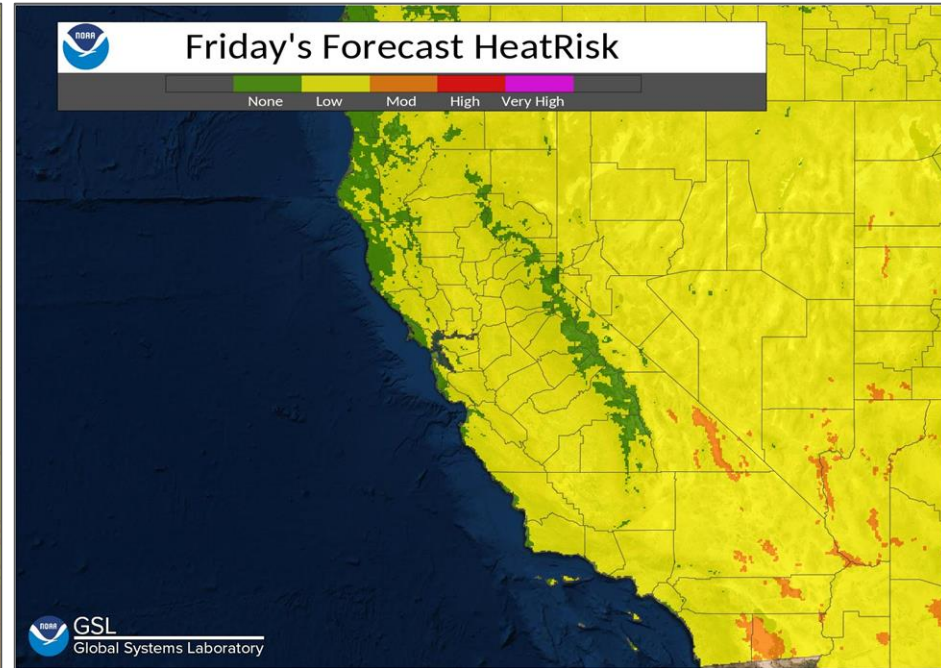 NOAA
Friday's Forecast HeatRisk
None Low Mod High Very High
NOAA
GSL
Global Systems Laboratory